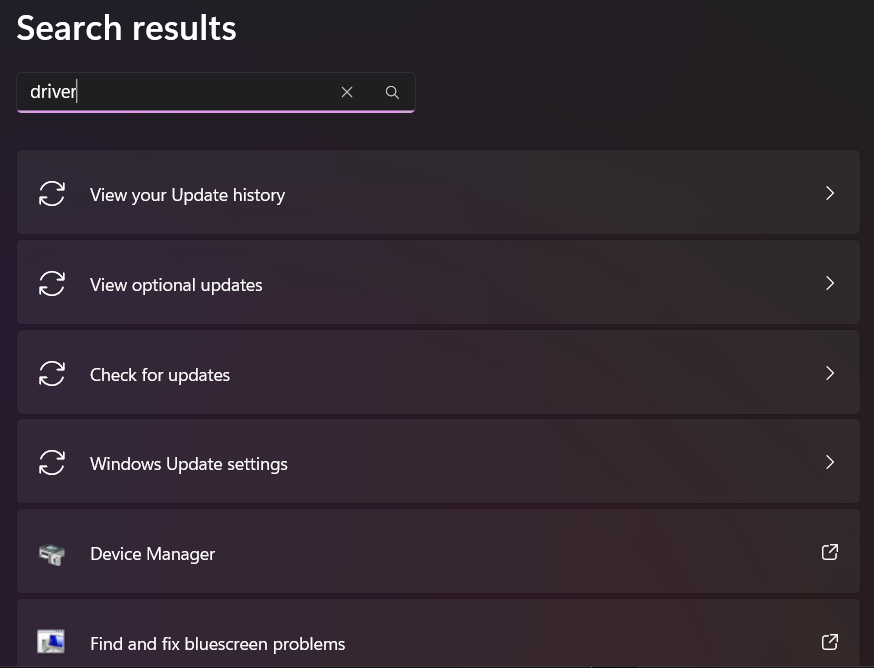 Search results
driver
View your Update history
View optional updates
Check for updates
Windows Update settings
Device Manager
Find and fix bluescreen problems